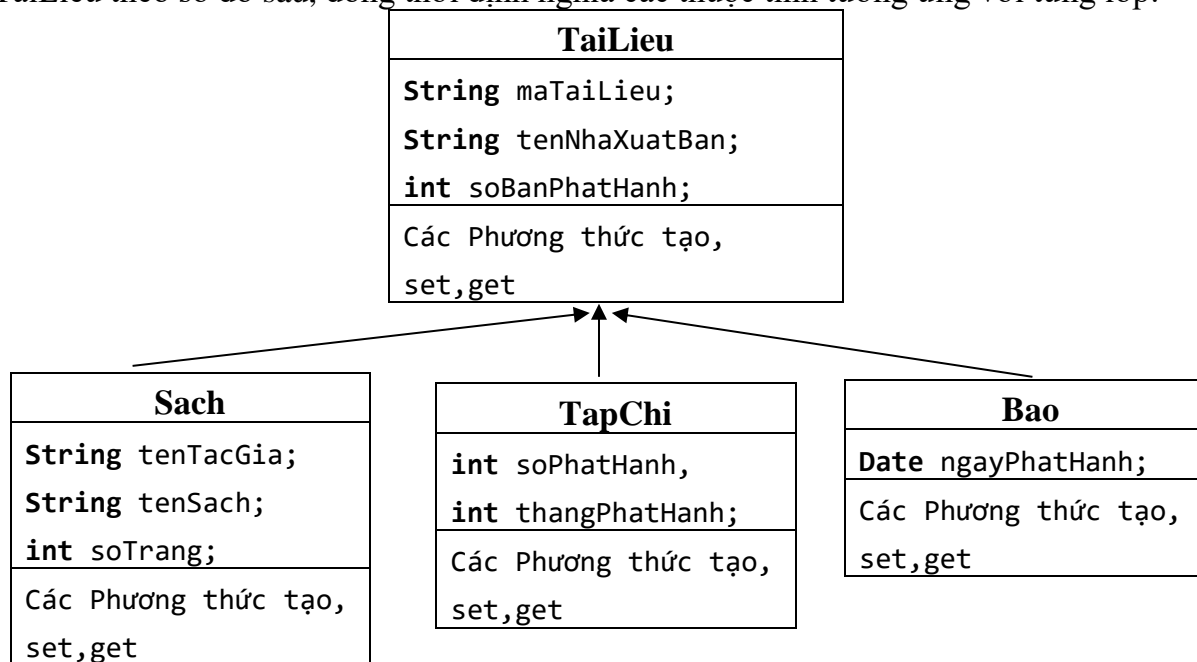 TaiLieu theo sơ đồ sau, đồng thời định nghĩa các thuộc tính tương ứng với từng lớp.
TaiLieu
String maTaiLieu;
String tenNhaXuatBan;
int soBanPhatHanh;
Các Phương thức tạo,
set,get
Sach
String tenTacGia;
String tenSach;
int soTrang;
Các Phương thức tạo,
set,get
TapChi
int soPhatHanh,
int thangPhatHanh;
Các Phương thức tạo,
set,get
Bao
Date ngayPhatHanh;
Các Phương thức tạo,
set,get